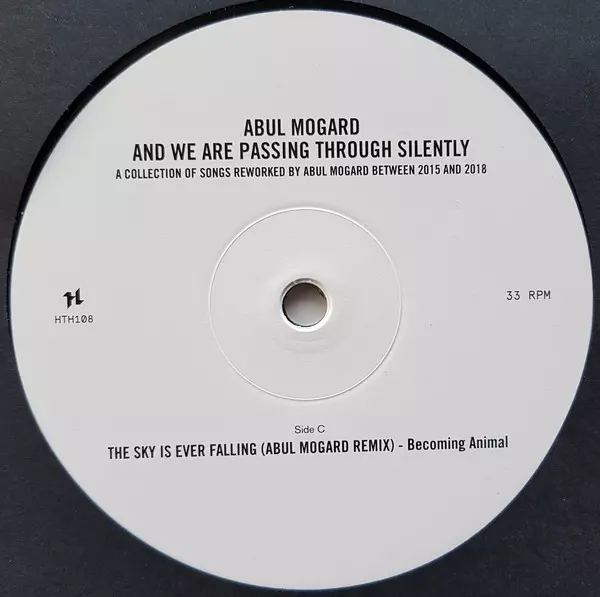 ABUL MOGARD
AND WE ARE PASSING THROUGH SILENTLY
A COLLECTION OF SONGS REWORKED BY ABUL MOGARD BETWEEN 2015 AND 2018
H
HTH108
33 RPM
Side C
THE SKY IS EVER FALLING (ABUL MOGARD REMIX) - Becoming Animal